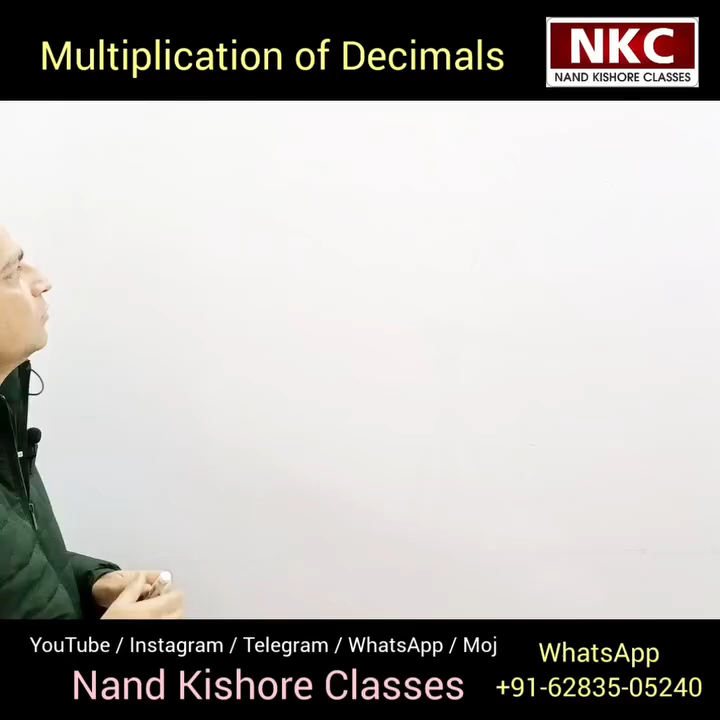 Multiplication of Decimals
NKC
NAND KISHORE CLASSES
YouTube / Instagram / Telegram / WhatsApp / Moj
Nand Kishore Classes
WhatsApp
+91-62835-05240